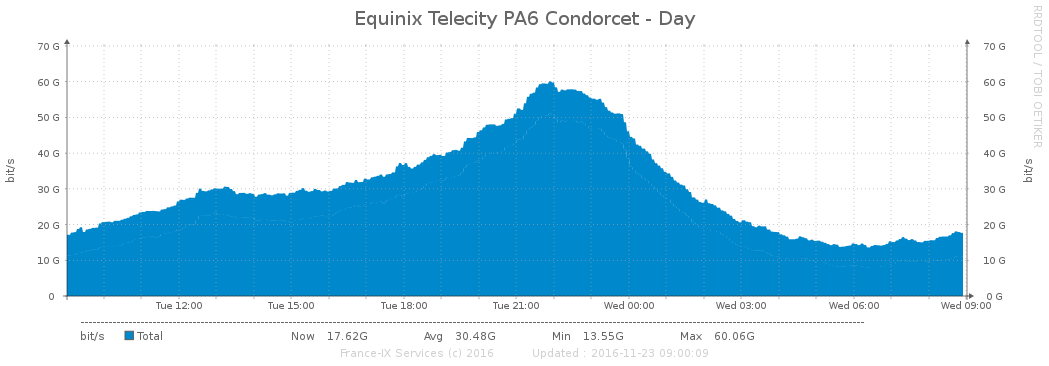 Equinix Telecity PA6 Condorcet - Day
RRDTOOL / TOBI OETIKER
70 G 70 G
60 G 60 G
50 G 50 G
40 G 40 G
30 G 30 G
20 G 20 G
10 G 10 G
0 0 G
bit/s bit/s
Tue 12:00 Tue 15:00 Tue 18:00 Tue 21:00 Wed 00:00 Wed 03:00 Wed 06:00 Wed 09:00
bit/s Total Now 17.62G Avg 30.48G Min 13.55G Max 60.06G
France-IX Services (c) 2016 Updated : 2016-11-23 09:00:09